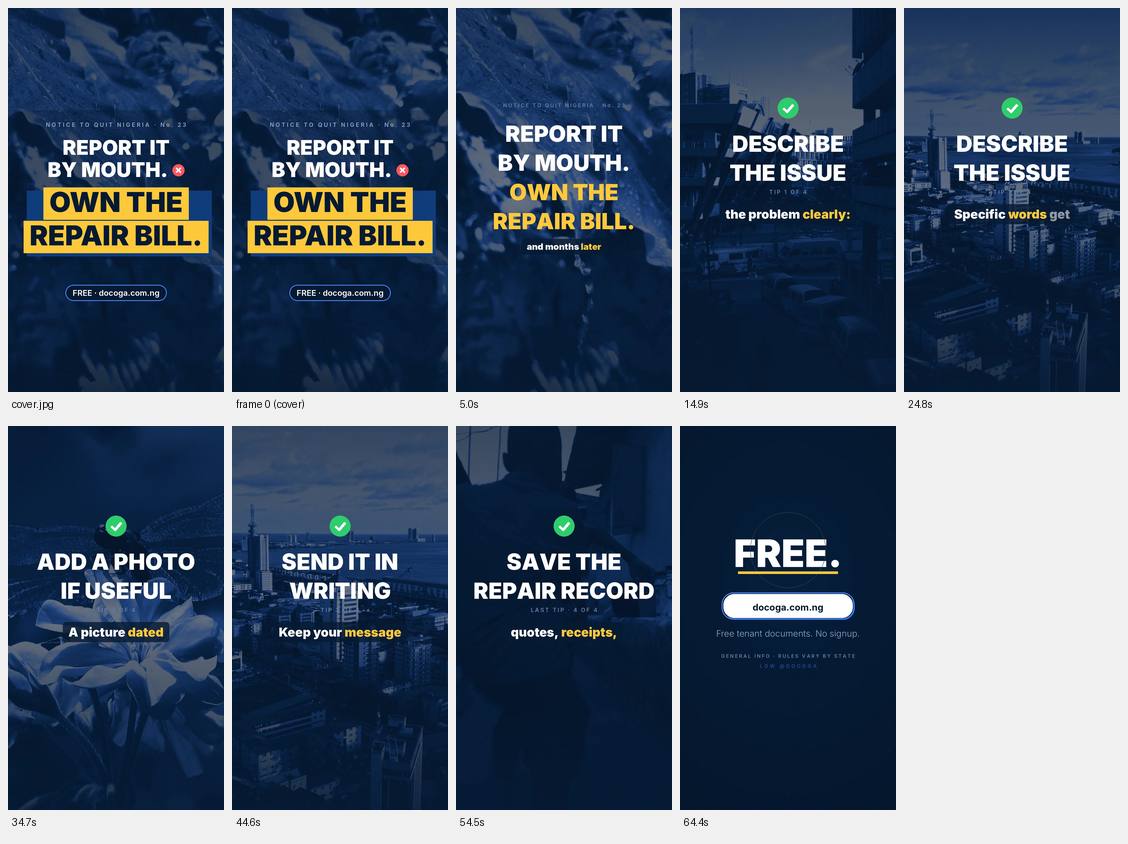 NOTICE TO QUIT NIGERIA · No. 23
REPORT IT
BY MOUTH.
OWN THE
REPAIR BILL.
FREE · docoga.com.ng
cover.jpg
NOTICE TO QUIT NIGERIA · No. 23
REPORT IT
BY MOUTH.
OWN THE
REPAIR BILL.
FREE · docoga.com.ng
frame 0 (cover)
NOTICE TO QUIT NIGERIA · No. 23
REPORT IT
BY MOUTH.
OWN THE
REPAIR BILL.
and months later
5.0s
DESCRIBE
THE ISSUE
TIP 1 OF 4
the problem clearly:
14.9s
DESCRIBE
THE ISSUE
Specific words get
24.8s
ADD A PHOTO
IF USEFUL
A picture dated
34.7s
SEND IT IN
WRITING
Keep your message
44.6s
SAVE THE
REPAIR RECORD
LAST TIP · 4 OF 4
quotes, receipts,
54.5s
FREE.
docoga.com.ng
Free tenant documents. No signup.
GENERAL INFO · RULES VARY BY STATE
64.4s